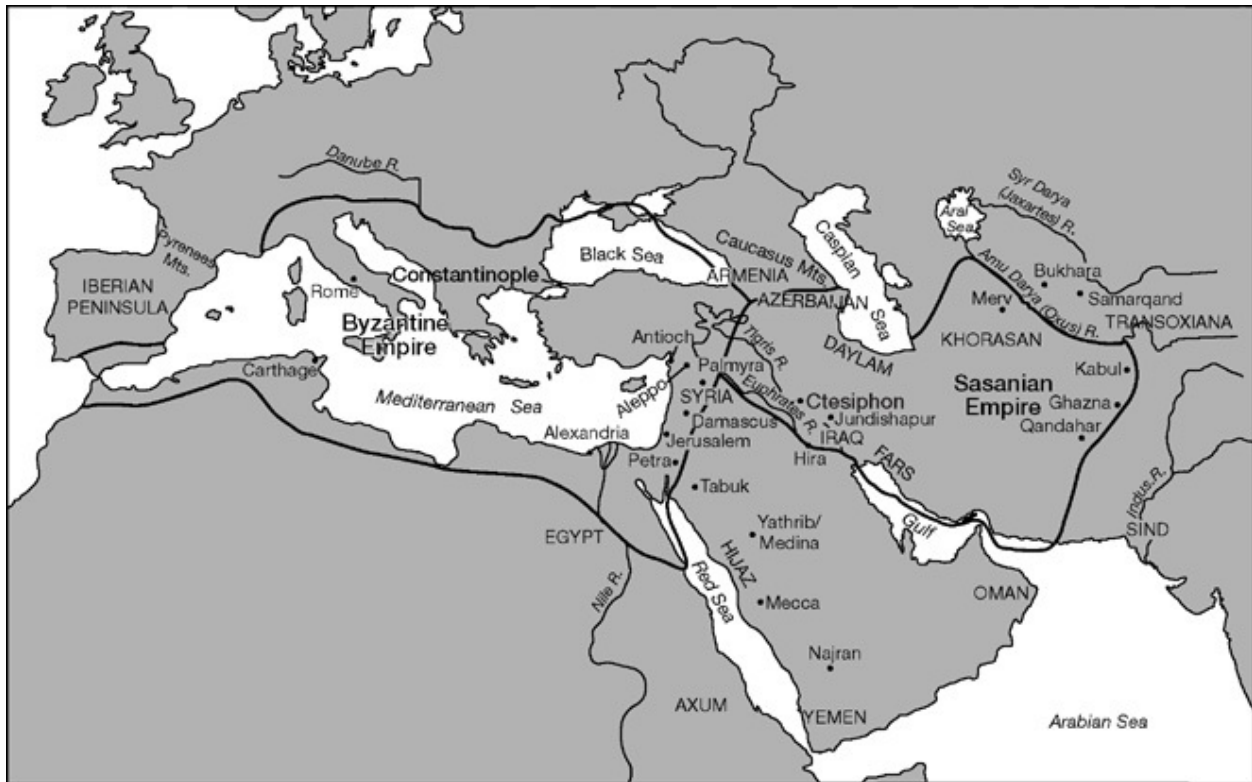 Danube R.
Syr Darya
(Jaxartes) R.
Aral
Sea
Pyrenees
Mts.
Black Sea
Caucasus Mts.
Caspian
Sea
Constantinople
ARMENIA
Bukhara
IBERIAN
PENINSULA
Rome
AZERBAIJAN
Merv
Amu Darya (Oxus) R.
Samarqand
TRANSOXIANA
Byzantine
Empire
Antioch
Tigris R.
DAYLAM
KHORASAN
Carthage
Palmyra
Kabul
Aleppo
SYRIA
Euphrates R.
Ctesiphon
Sasanian
Empire
Ghazna
Mediterranean Sea
Damascus
Jundishapur
Qandahar
Alexandria
Jerusalem
IRAQ
Petra
Hira
FARS
Tabuk
Indus.R.
EGYPT
Yathrib/
Medina
Gulf
SIND
HIJAZ
Nile R.
Red Sea
Mecca
OMAN
Najran
AXUM
YEMEN
Arabian Sea